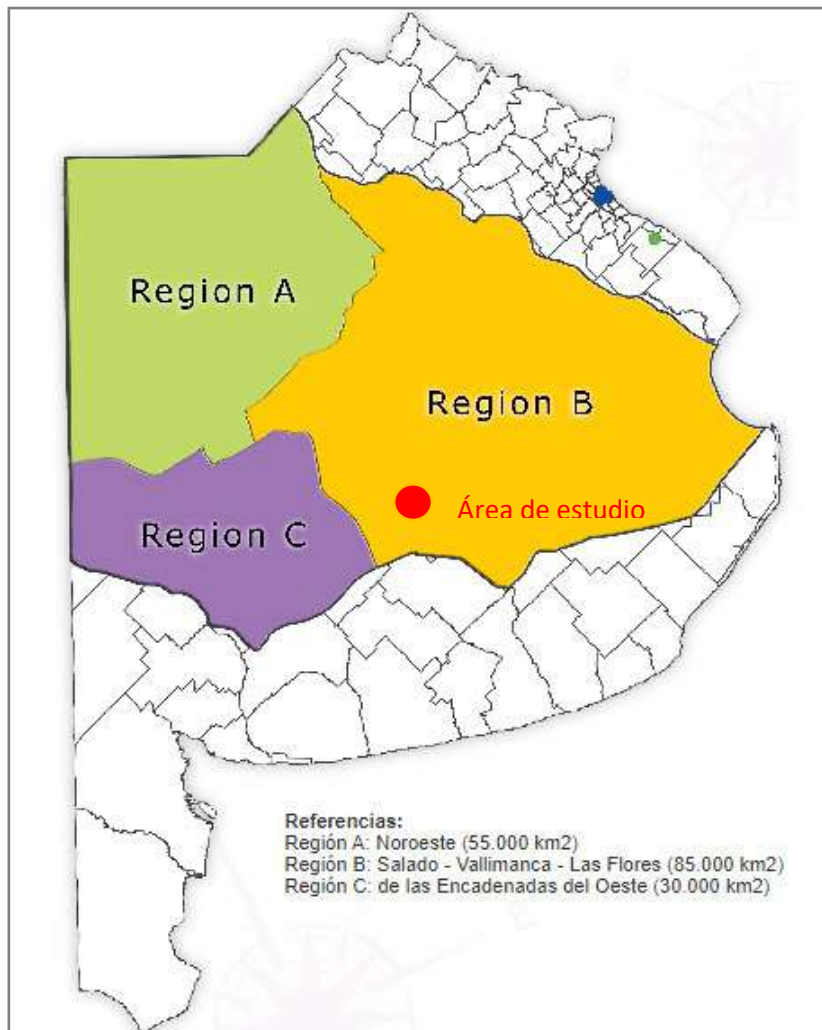 Region A
Region B
Área de estudio
Region C
Referencias:
Región A: Noroeste (55.000 km2)
Región B: Salado - Vallimanca - Las Flores (85.000 km2)
Región C: de las Encadenadas del Oeste (30.000 km2)